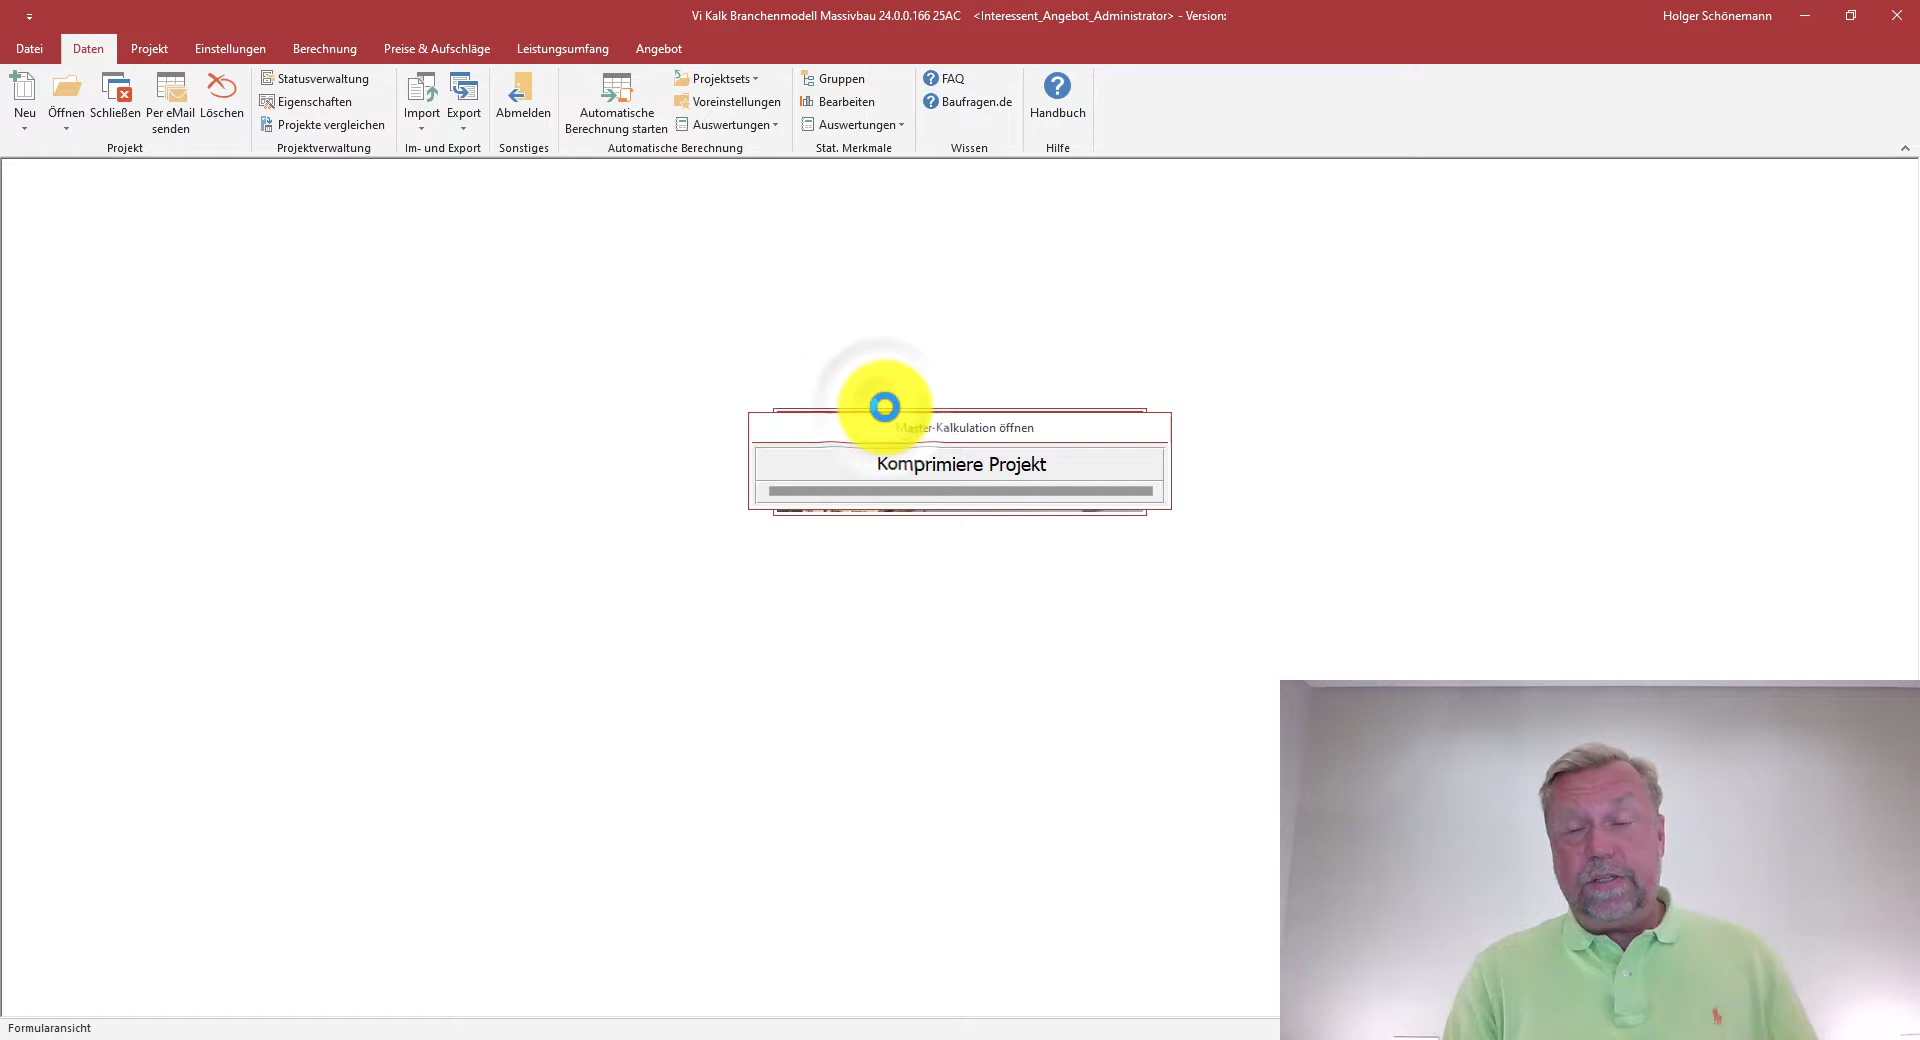 Vi Kalk Branchenmodell Massivbau 24.0.0.166 25AC <Interessent_Angebot_Administrator> - Version:
Holger Schönemann
Datei Daten Projekt Einstellungen Berechnung Preise & Aufschläge Leistungsumfang Angebot
Neu
Öffnen
Schließen
Per eMail
senden
Löschen
Projekt
Statusverwaltung
Eigenschaften
Projekte vergleichen
Projektverwaltung
Import
Export
Im- und Export
Abmelden
Sonstiges
Automatische
Berechnung starten
Projektsets
Voreinstellungen
Auswertungen
Automatische Berechnung
Gruppen
Bearbeiten
Auswertungen
Stat. Merkmale
FAQ
Baufragen.de
Wissen
Handbuch
Hilfe
Master-Kalkulation öffnen
Komprimiere Projekt
Formularansicht